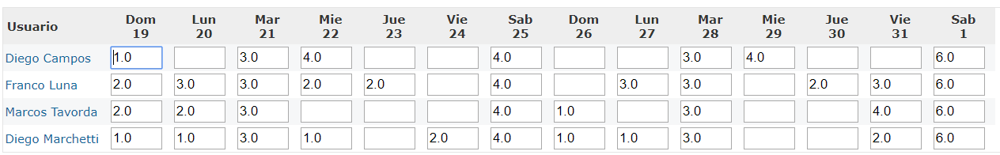 Usuario Dom 19 Lun 20 Mar 21 Mie 22 Jue 23 Vie 24 Sab 25 Dom 26 Lun 27 Mar 28 Mie 29 Jue 30 Vie 31 Sab 1
Diego Campos 1.0 3.0 4.0 4.0 3.0 4.0 6.0
Franco Luna 2.0 3.0 3.0 2.0 2.0 4.0 3.0 3.0 2.0 3.0 6.0
Marcos Tavorda 2.0 2.0 3.0 4.0 1.0 3.0 4.0 6.0
Diego Marchetti 1.0 1.0 3.0 1.0 2.0 4.0 1.0 1.0 3.0 2.0 6.0